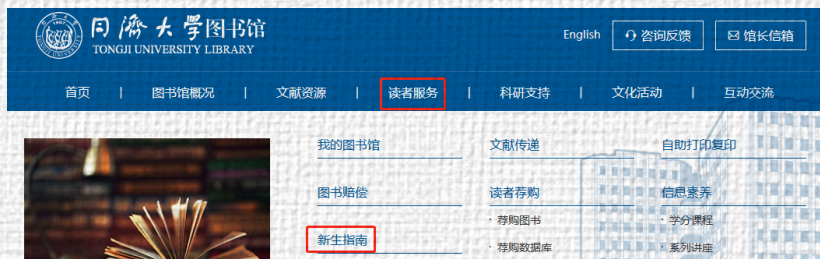 同济大学图书馆
TONGJI UNIVERSITY LIBRARY
English 咨询反馈 馆长信箱
首页 | 图书馆概况 | 文献资源 | 读者服务 | 科研支持 | 文化活动 | 互动交流
我的图书馆 文献传递 自助打印复印
图书赔偿 读者荐购 信息素养
· 荐购图书 · 学分课程
新生指南
· 荐购数据库 · 系列讲座